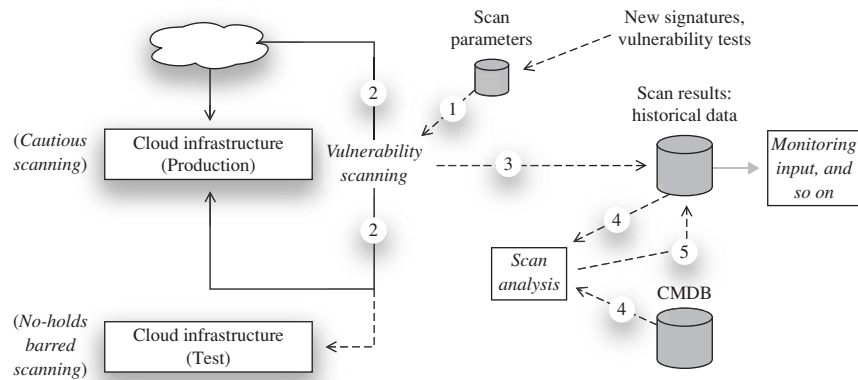 Scan
parameters
New signatures,
vulnerability tests
2
1
Scan results:
historical data
(Cautious
scanning)
Cloud infrastructure
(Production)
Vulnerability
scanning
3
Monitoring
input, and
so on
2
4
5
Scan
analysis
CMDB
4
(No-holds
barred
scanning)
Cloud infrastructure
(Test)